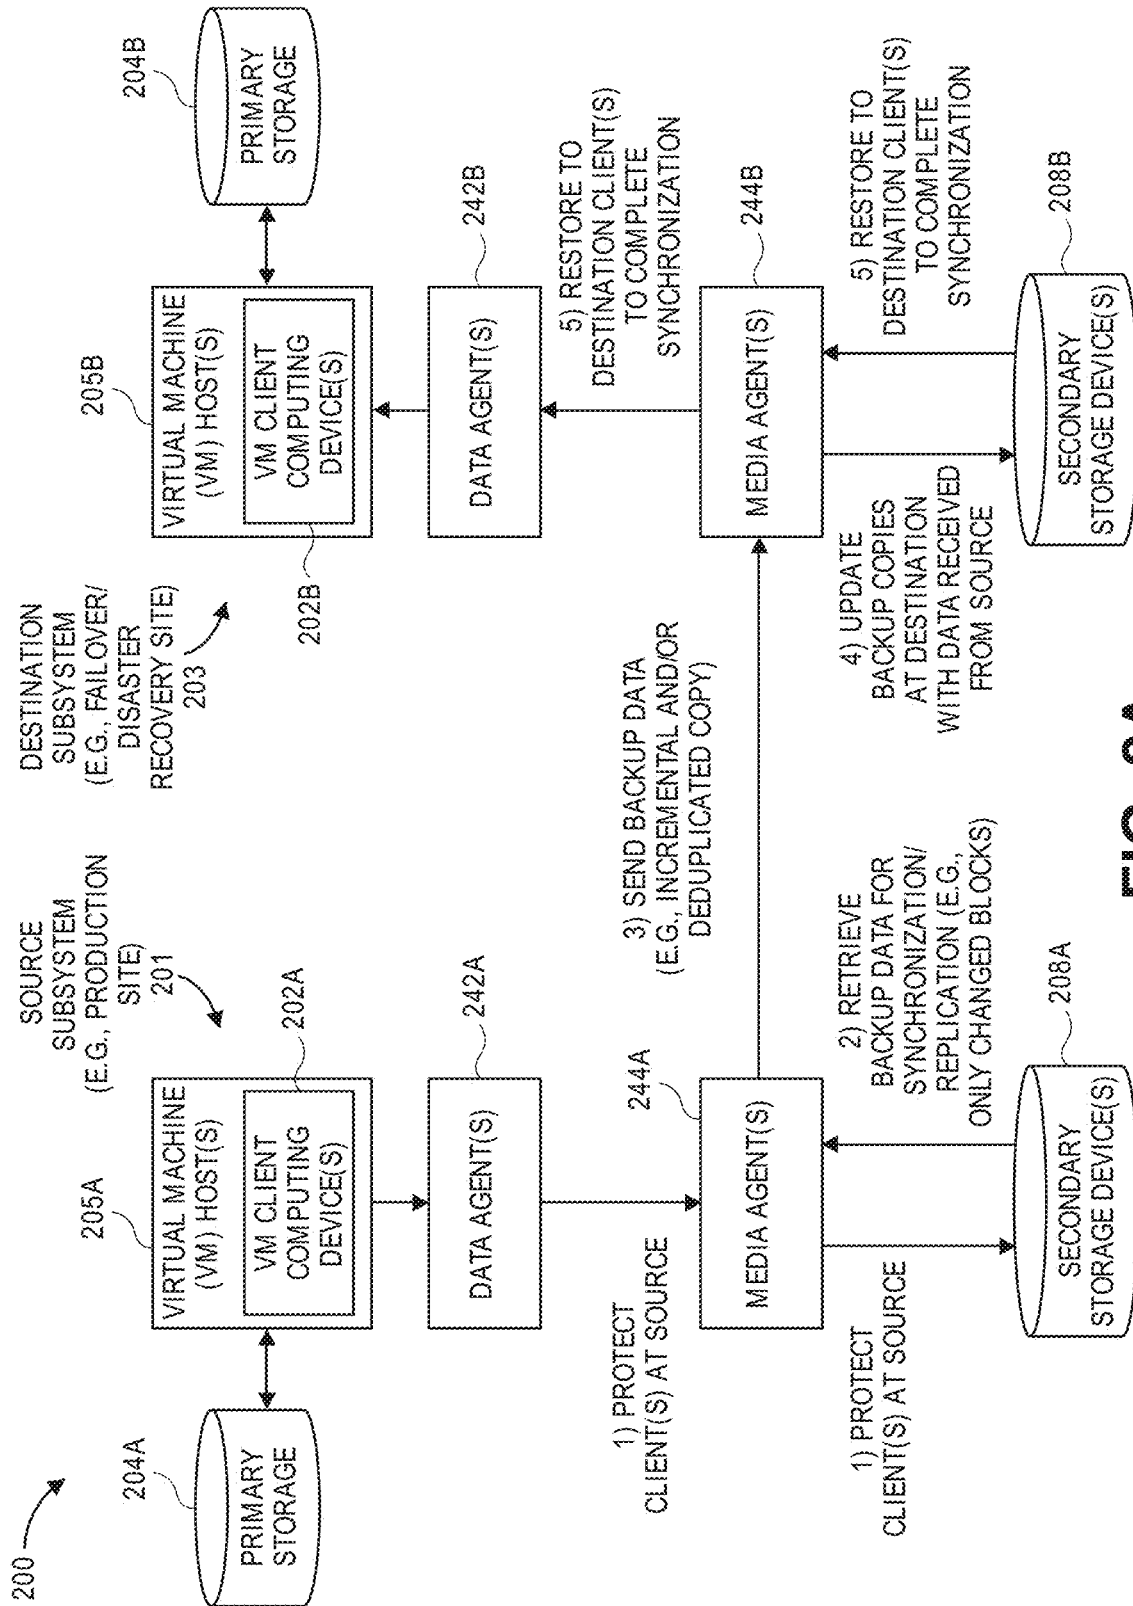 200
SOURCE
SUBSYSTEM
(E.G., PRODUCTION
SITE)
201
DESTINATION
SUBSYSTEM
(E.G., FAILOVER/
DISASTER
RECOVERY SITE)
203
204A
PRIMARY
STORAGE
205A
VIRTUAL MACHINE
(VM) HOST(S)
VM CLIENT
COMPUTING
DEVICE(S)
202A
205B
VIRTUAL MACHINE
(VM) HOST(S)
VM CLIENT
COMPUTING
DEVICE(S)
202B
204B
PRIMARY
STORAGE
DATA AGENT(S)
242A
DATA AGENT(S)
242B
1) PROTECT
CLIENT(S) AT SOURCE
5) RESTORE TO
DESTINATION CLIENT(S)
TO COMPLETE
SYNCHRONIZATION
MEDIA AGENT(S)
244A
3) SEND BACKUP DATA
(E.G., INCREMENTAL AND/OR
DEDUPLICATED COPY)
MEDIA AGENT(S)
244B
1) PROTECT
CLIENT(S) AT SOURCE
2) RETRIEVE
BACKUP DATA FOR
SYNCHRONIZATION/
REPLICATION (E.G.,
ONLY CHANGED BLOCKS)
4) UPDATE
BACKUP COPIES
AT DESTINATION
WITH DATA RECEIVED
FROM SOURCE
5) RESTORE TO
DESTINATION CLIENT(S)
TO COMPLETE
SYNCHRONIZATION
SECONDARY
STORAGE DEVICE(S)
208A
SECONDARY
STORAGE DEVICE(S)
208B